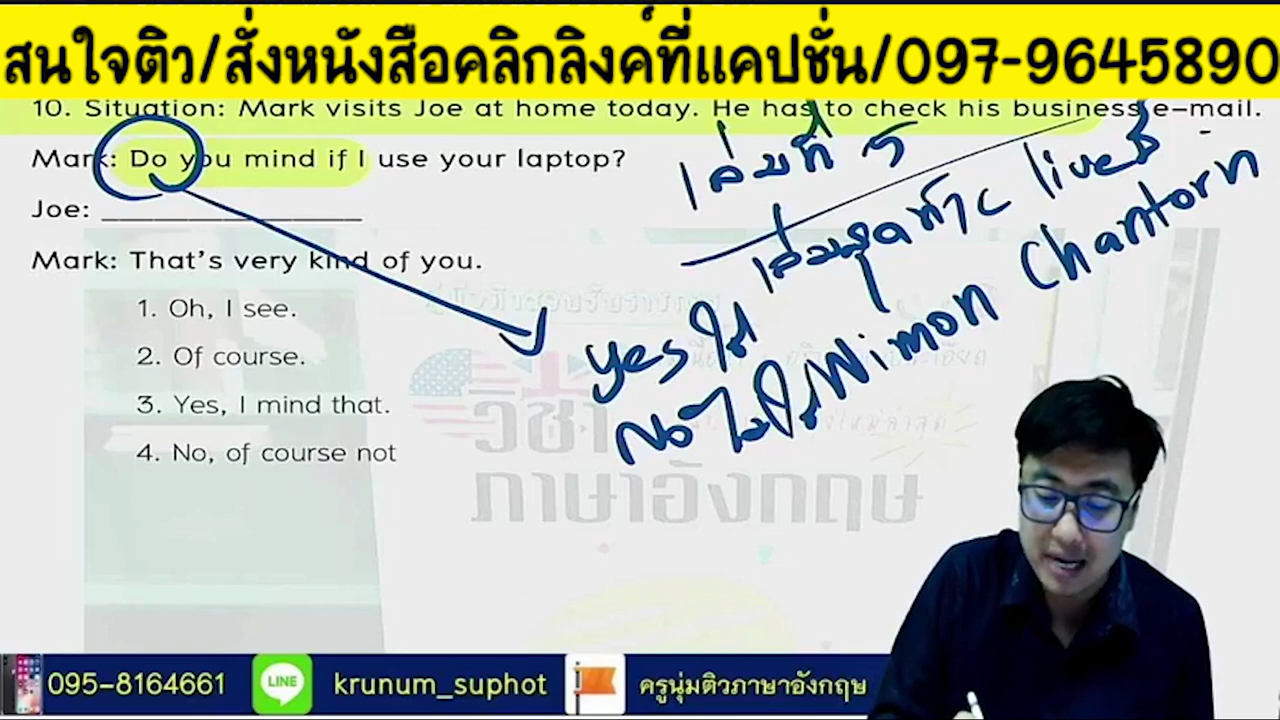 สนใจติว/สั่งหนังสือคลิกลิงค์ที่แคปชั่น/097-9645890
10. Situation: Mark visits Joe at home today. He has to check his business e-mail.
Mark: Do you mind if I use your laptop?
Joe: ________________
Mark: That's very kind of you.
1. Oh, I see.
2. Of course.
3. Yes, I mind that.
4. No, of course not
เล่มที่ 5
live
Wimon Chantorn
yes ใช่
No ไม่ใช่
วิชา
ภาษาอังกฤษ
095-8164661
LINE
krunum_suphot
ครูนุ่มติวภาษาอังกฤษ